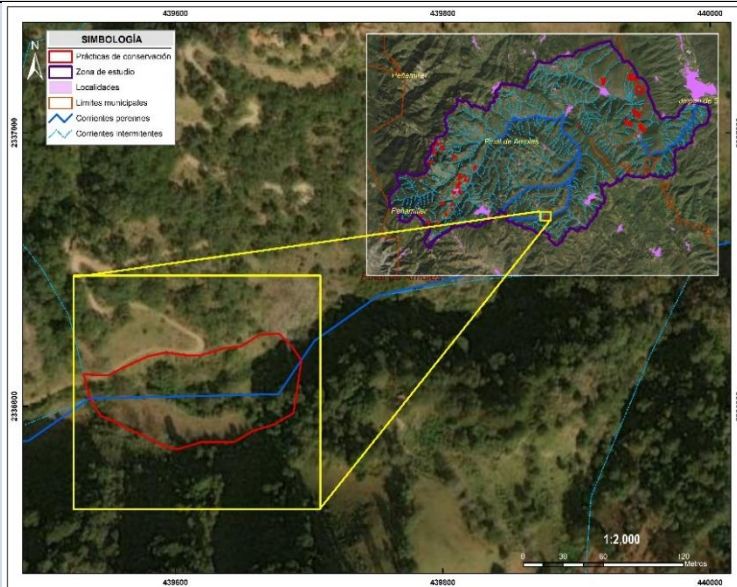 439600
439800
440000
N
SIMBOLOGÍA
Prácticas de conservación
Zona de estudio
Localidades
Límites municipales
Corrientes perennes
Corrientes intermitentes
Peñamiller
Pinal de Amoles
Peñamiller
2337000
1:2,000
0 30 60 120
Metros
439600
439800
440000